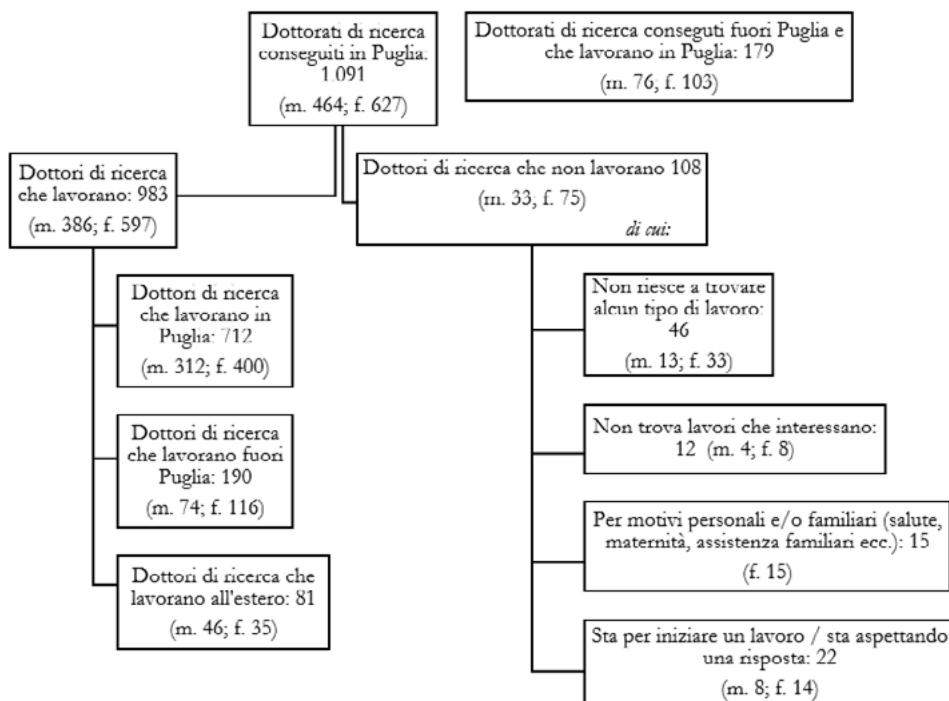 Dottorati di ricerca
conseguiti in Puglia:
1.091
(m. 464; f. 627)
Dottorati di ricerca conseguti fuori Puglia e
che lavorano in Puglia: 179
(m. 76, f. 103)
Dottori di ricerca
che lavorano: 983
(m. 386; f. 597)
Dottori di ricerca che non lavorano 108
(m. 33; f. 75)
di cui:
Dottori di ricerca
che lavorano in
Puglia: 712
(m. 312; f. 400)
Dottori di ricerca
che lavorano fuori
Puglia: 190
(m. 74; f. 116)
Dottori di ricerca che
lavorano all'estero: 81
(m. 46; f. 35)
Non riesce a trovare
alcun tipo di lavoro:
46
(m. 13; f. 33)
Non trova lavori che interessano:
12 (m. 4; f. 8)
Per motivi personali e/o familiari (salute,
maternità, assistenza familiari ecc.): 15
(f. 15)
Sta per iniziare un lavoro / sta aspettando
una risposta: 22
(m. 8; f. 14)